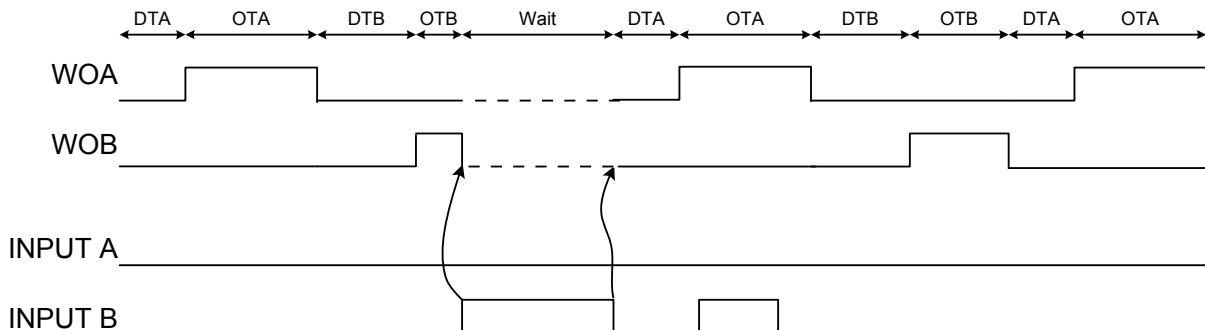 DTA OTA DTB OTB Wait DTA OTA DTB OTB DTA OTA
WOA
WOB
INPUT A
INPUT B